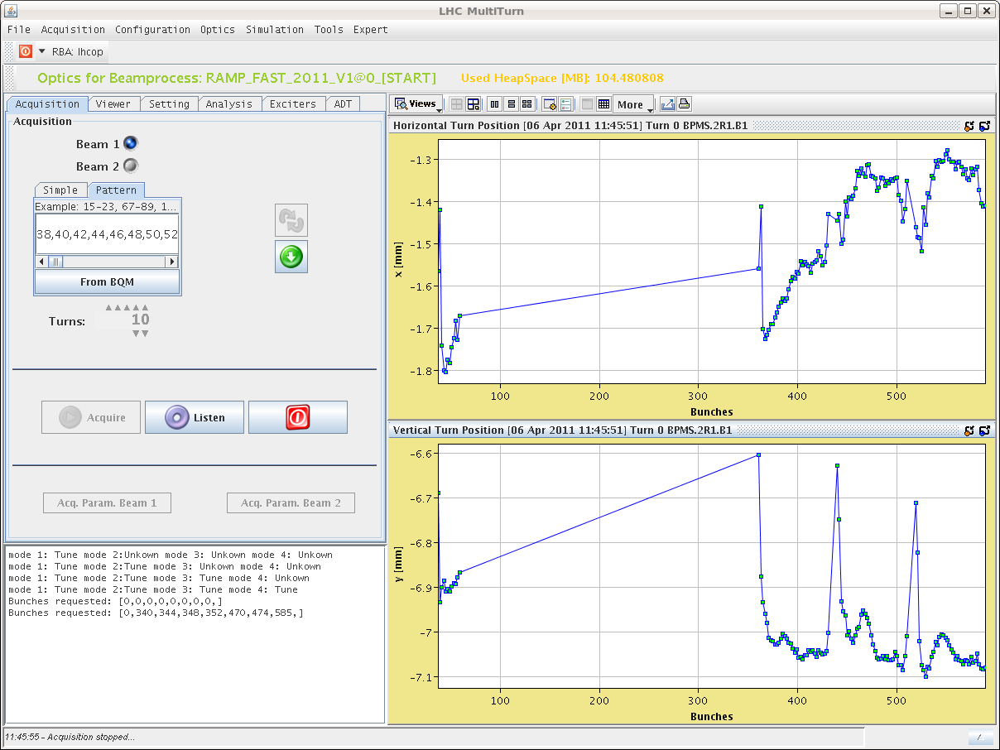 LHC MultiTurn
File Acquisition Configuration Optics Simulation Tools Expert
RBA: lhcop
Optics for Beamprocess: RAMP_FAST_2011_V1@0_[START] Used HeapSpace [MB]: 104.480808
Acquisition Viewer Setting Analysis Exciters ADT
Acquisition
Beam 1
Beam 2
Simple Pattern
Example: 15-23, 67-89, 1...
38,40,42,44,46,48,50,52
From BQM
Turns: 10
Acquire Listen
Acq. Param. Beam 1 Acq. Param. Beam 2
mode 1: Tune mode 2:Unkown mode 3: Unkown mode 4: Unkown
mode 1: Tune mode 2:Tune mode 3: Unkown mode 4: Unkown
mode 1: Tune mode 2:Tune mode 3: Tune mode 4: Unkown
mode 1: Tune mode 2:Tune mode 3: Tune mode 4: Tune
Bunches requested: [0,0,0,0,0,0,0,0,]
Bunches requested: [0,340,344,348,352,470,474,585,]
Views More
Horizontal Turn Position [06 Apr 2011 11:45:51] Turn 0 BPMS.2R1.B1
x [mm]
-1.3
-1.4
-1.5
-1.6
-1.7
-1.8
100 200 300 400 500
Bunches
Vertical Turn Position [06 Apr 2011 11:45:51] Turn 0 BPMS.2R1.B1
y [mm]
-6.6
-6.7
-6.8
-6.9
-7
-7.1
100 200 300 400 500
Bunches
11:45:55 - Acquisition stopped...